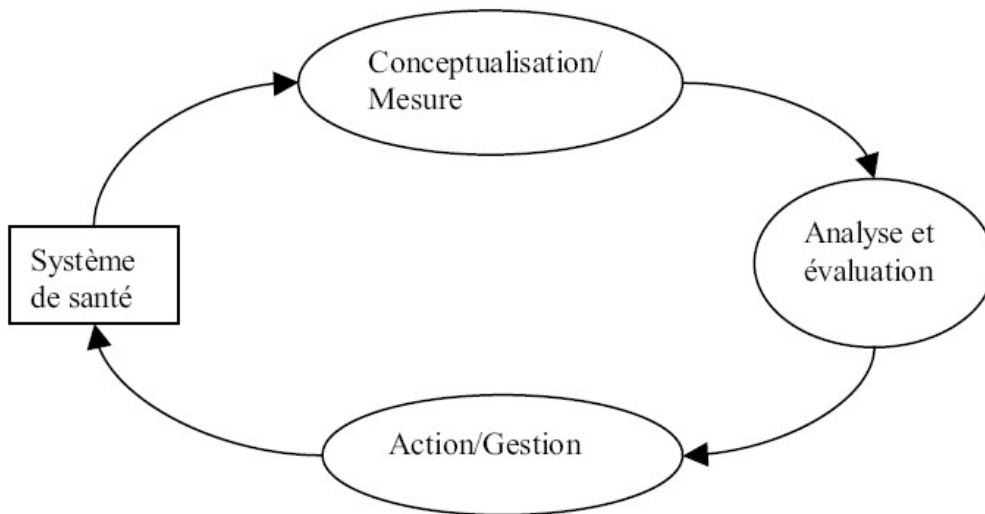 Conceptualisation/
Mesure
Analyse et
évaluation
Système
de santé
Action/Gestion